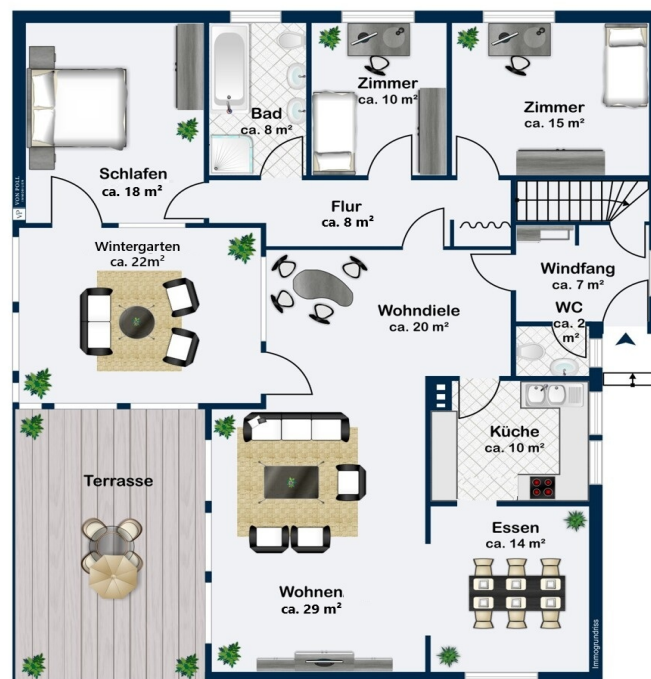 Zimmer
ca. 10 m²
Zimmer
ca. 15 m²
Bad
ca. 8 m²
Schlafen
ca. 18 m²
VON POLL
Flur
ca. 8 m²
Wintergarten
ca. 22m²
Wohndiele
ca. 20 m²
Windfang
ca. 7 m²
WC
ca. 2
m²
Küche
ca. 10 m²
Terrasse
Essen
ca. 14 m²
Wohnen
ca. 29 m²
Immogrundriss